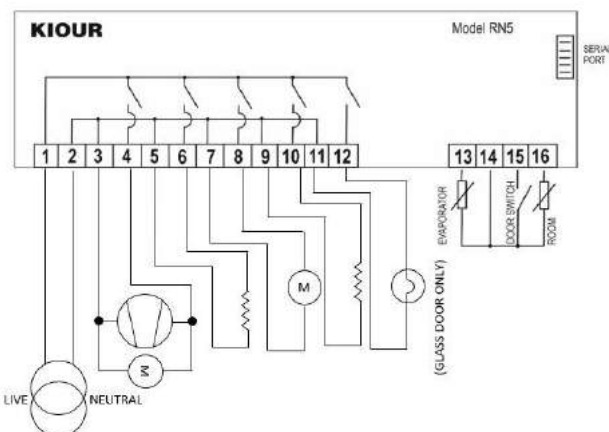 KIOUR
Model RN5
SERIAL
PORT
1 2 3 4 5 6 7 8 9 10 11 12
13 14 15 16
EVAPORATOR
DOOR SWITCH
ROOM
(GLASS DOOR ONLY)
M
M
LIVE
NEUTRAL